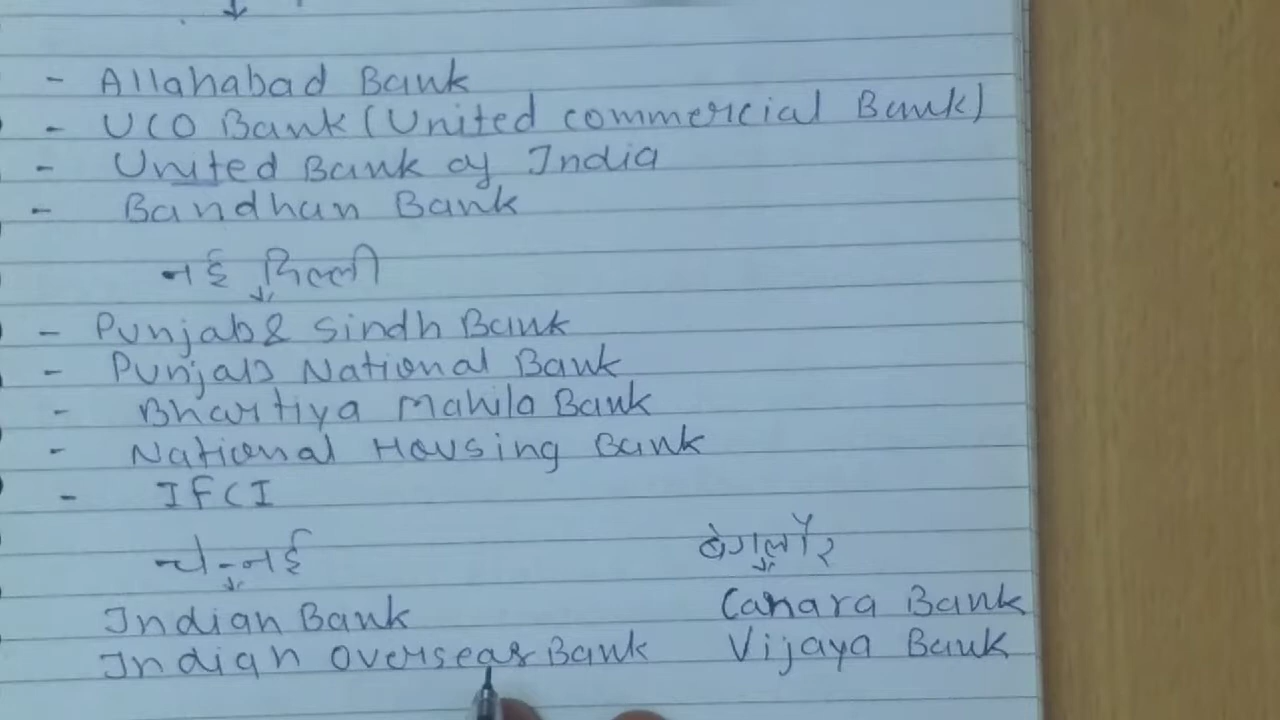 - Allahabad Bank
- UCO Bank (United commercial Bank)
- United Bank of India
- Bandhan Bank
नई दिल्ली
- Punjab & Sindh Bank
- Punjab National Bank
- Bhartiya Mahila Bank
- National Housing Bank
- IFCI
चेन्नई
Indian Bank
Indian Overseas Bank
बेंगलौर
Canara Bank
Vijaya Bank